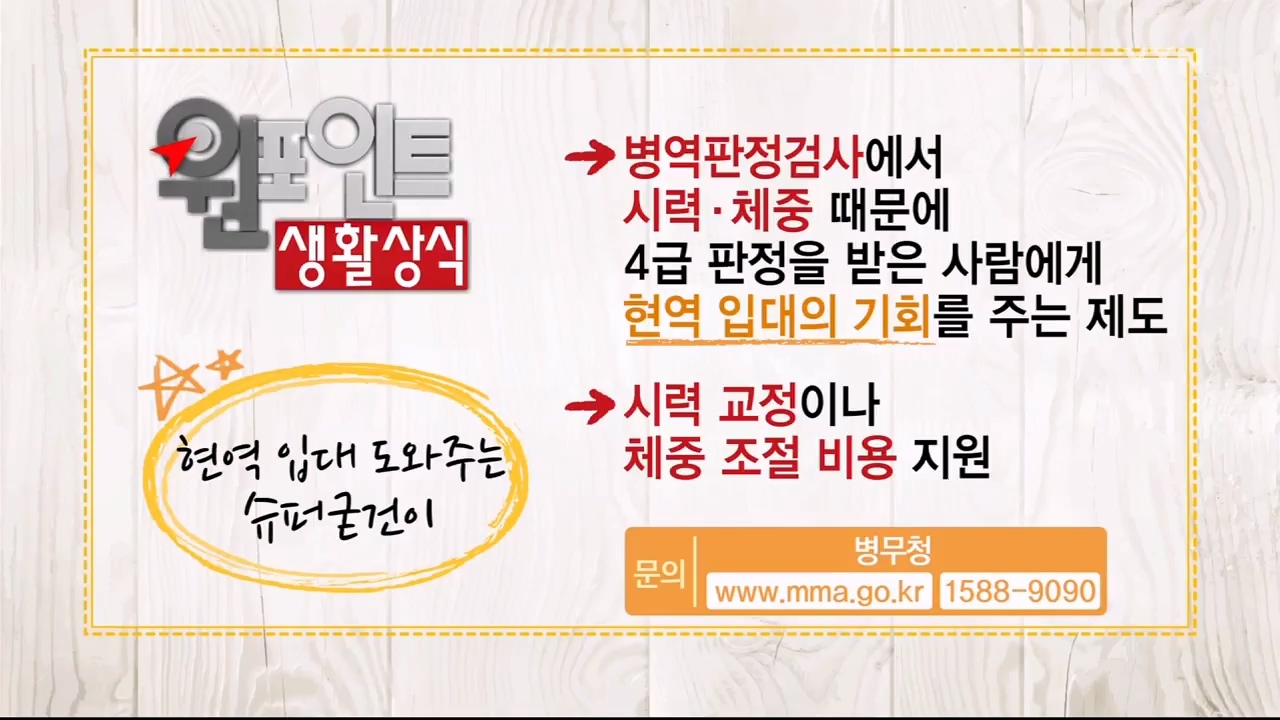 원포인트
생활상식
현역 입대 도와주는
슈퍼굳건이
병역판정검사에서
시력·체중 때문에
4급 판정을 받은 사람에게
현역 입대의 기회를 주는 제도
시력 교정이나
체중 조절 비용 지원
문의
병무청
www.mma.go.kr 1588-9090